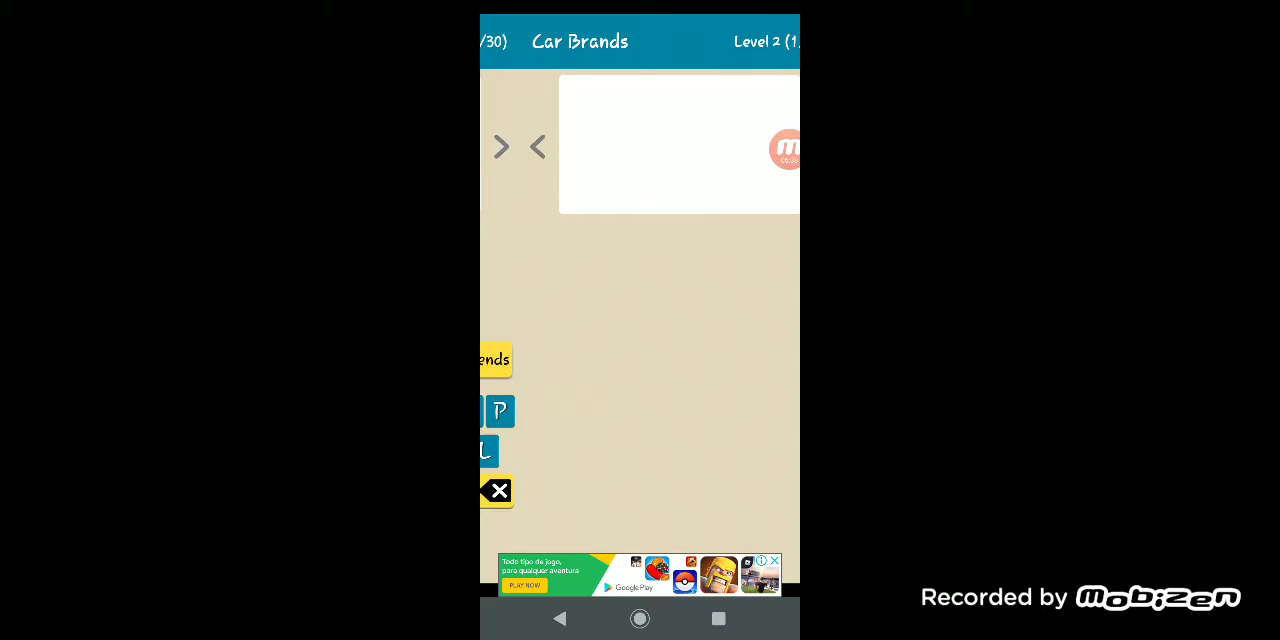 /30) Car Brands Level 2 (1
m
ends
P
L
Todo tipo de jogo,
para qualquer aventura
PLAY NOW
Google Play
Recorded by mobizen